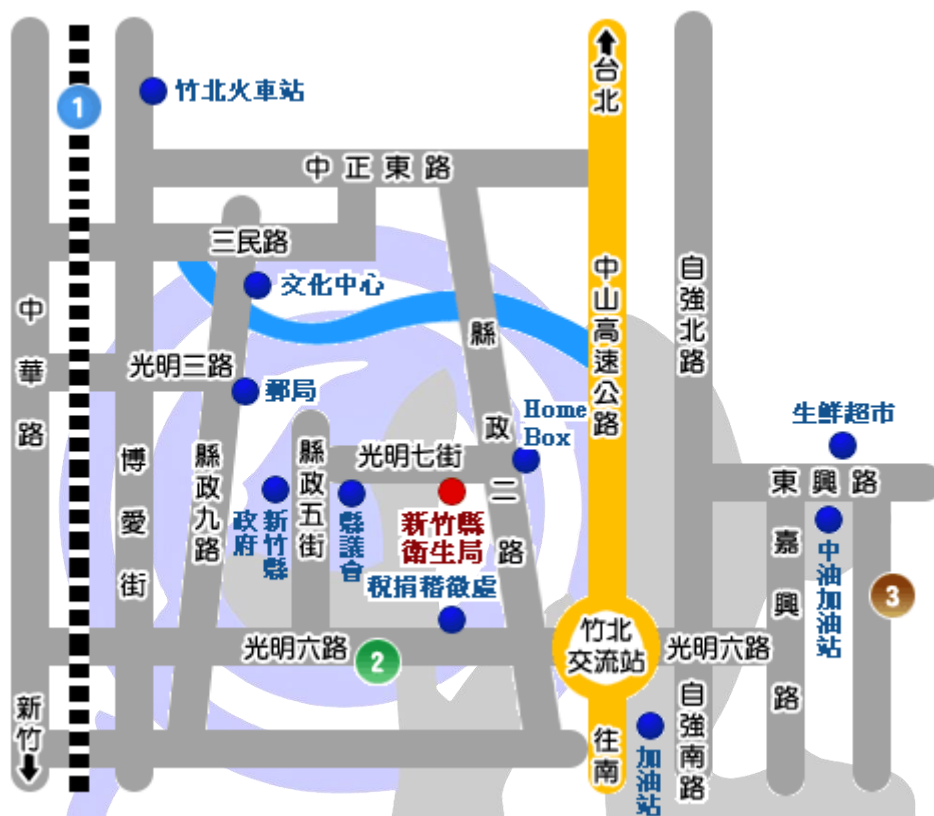 台北
1
竹北火車站
中正東路
三民路
文化中心
中山高速公路
自強北路
中華路
縣政二路
光明三路
郵局
Home
Box
生鮮超市
博愛街
縣政九路
縣政五街
光明七街
東興路
新竹縣
政府
縣議會
新竹縣
衛生局
嘉興路
中油加油站
3
稅捐稽徵處
光明六路
2
竹北
交流站
光明六路
新竹
往南
加油站
自強南路